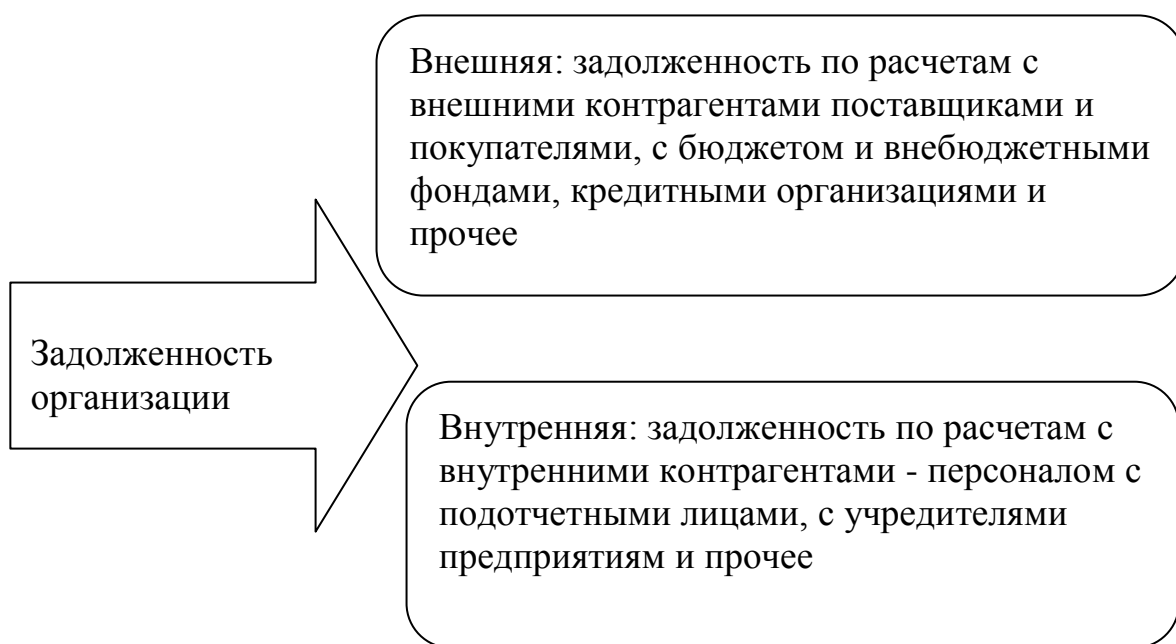 Внешняя: задолженность по расчетам с
внешними контрагентами поставщиками и
покупателями, с бюджетом и внебюджетными
фондами, кредитными организациями и
прочее
Задолженность
организации
Внутренняя: задолженность по расчетам с
внутренними контрагентами - персоналом с
подотчетными лицами, с учредителями
предприятиям и прочее